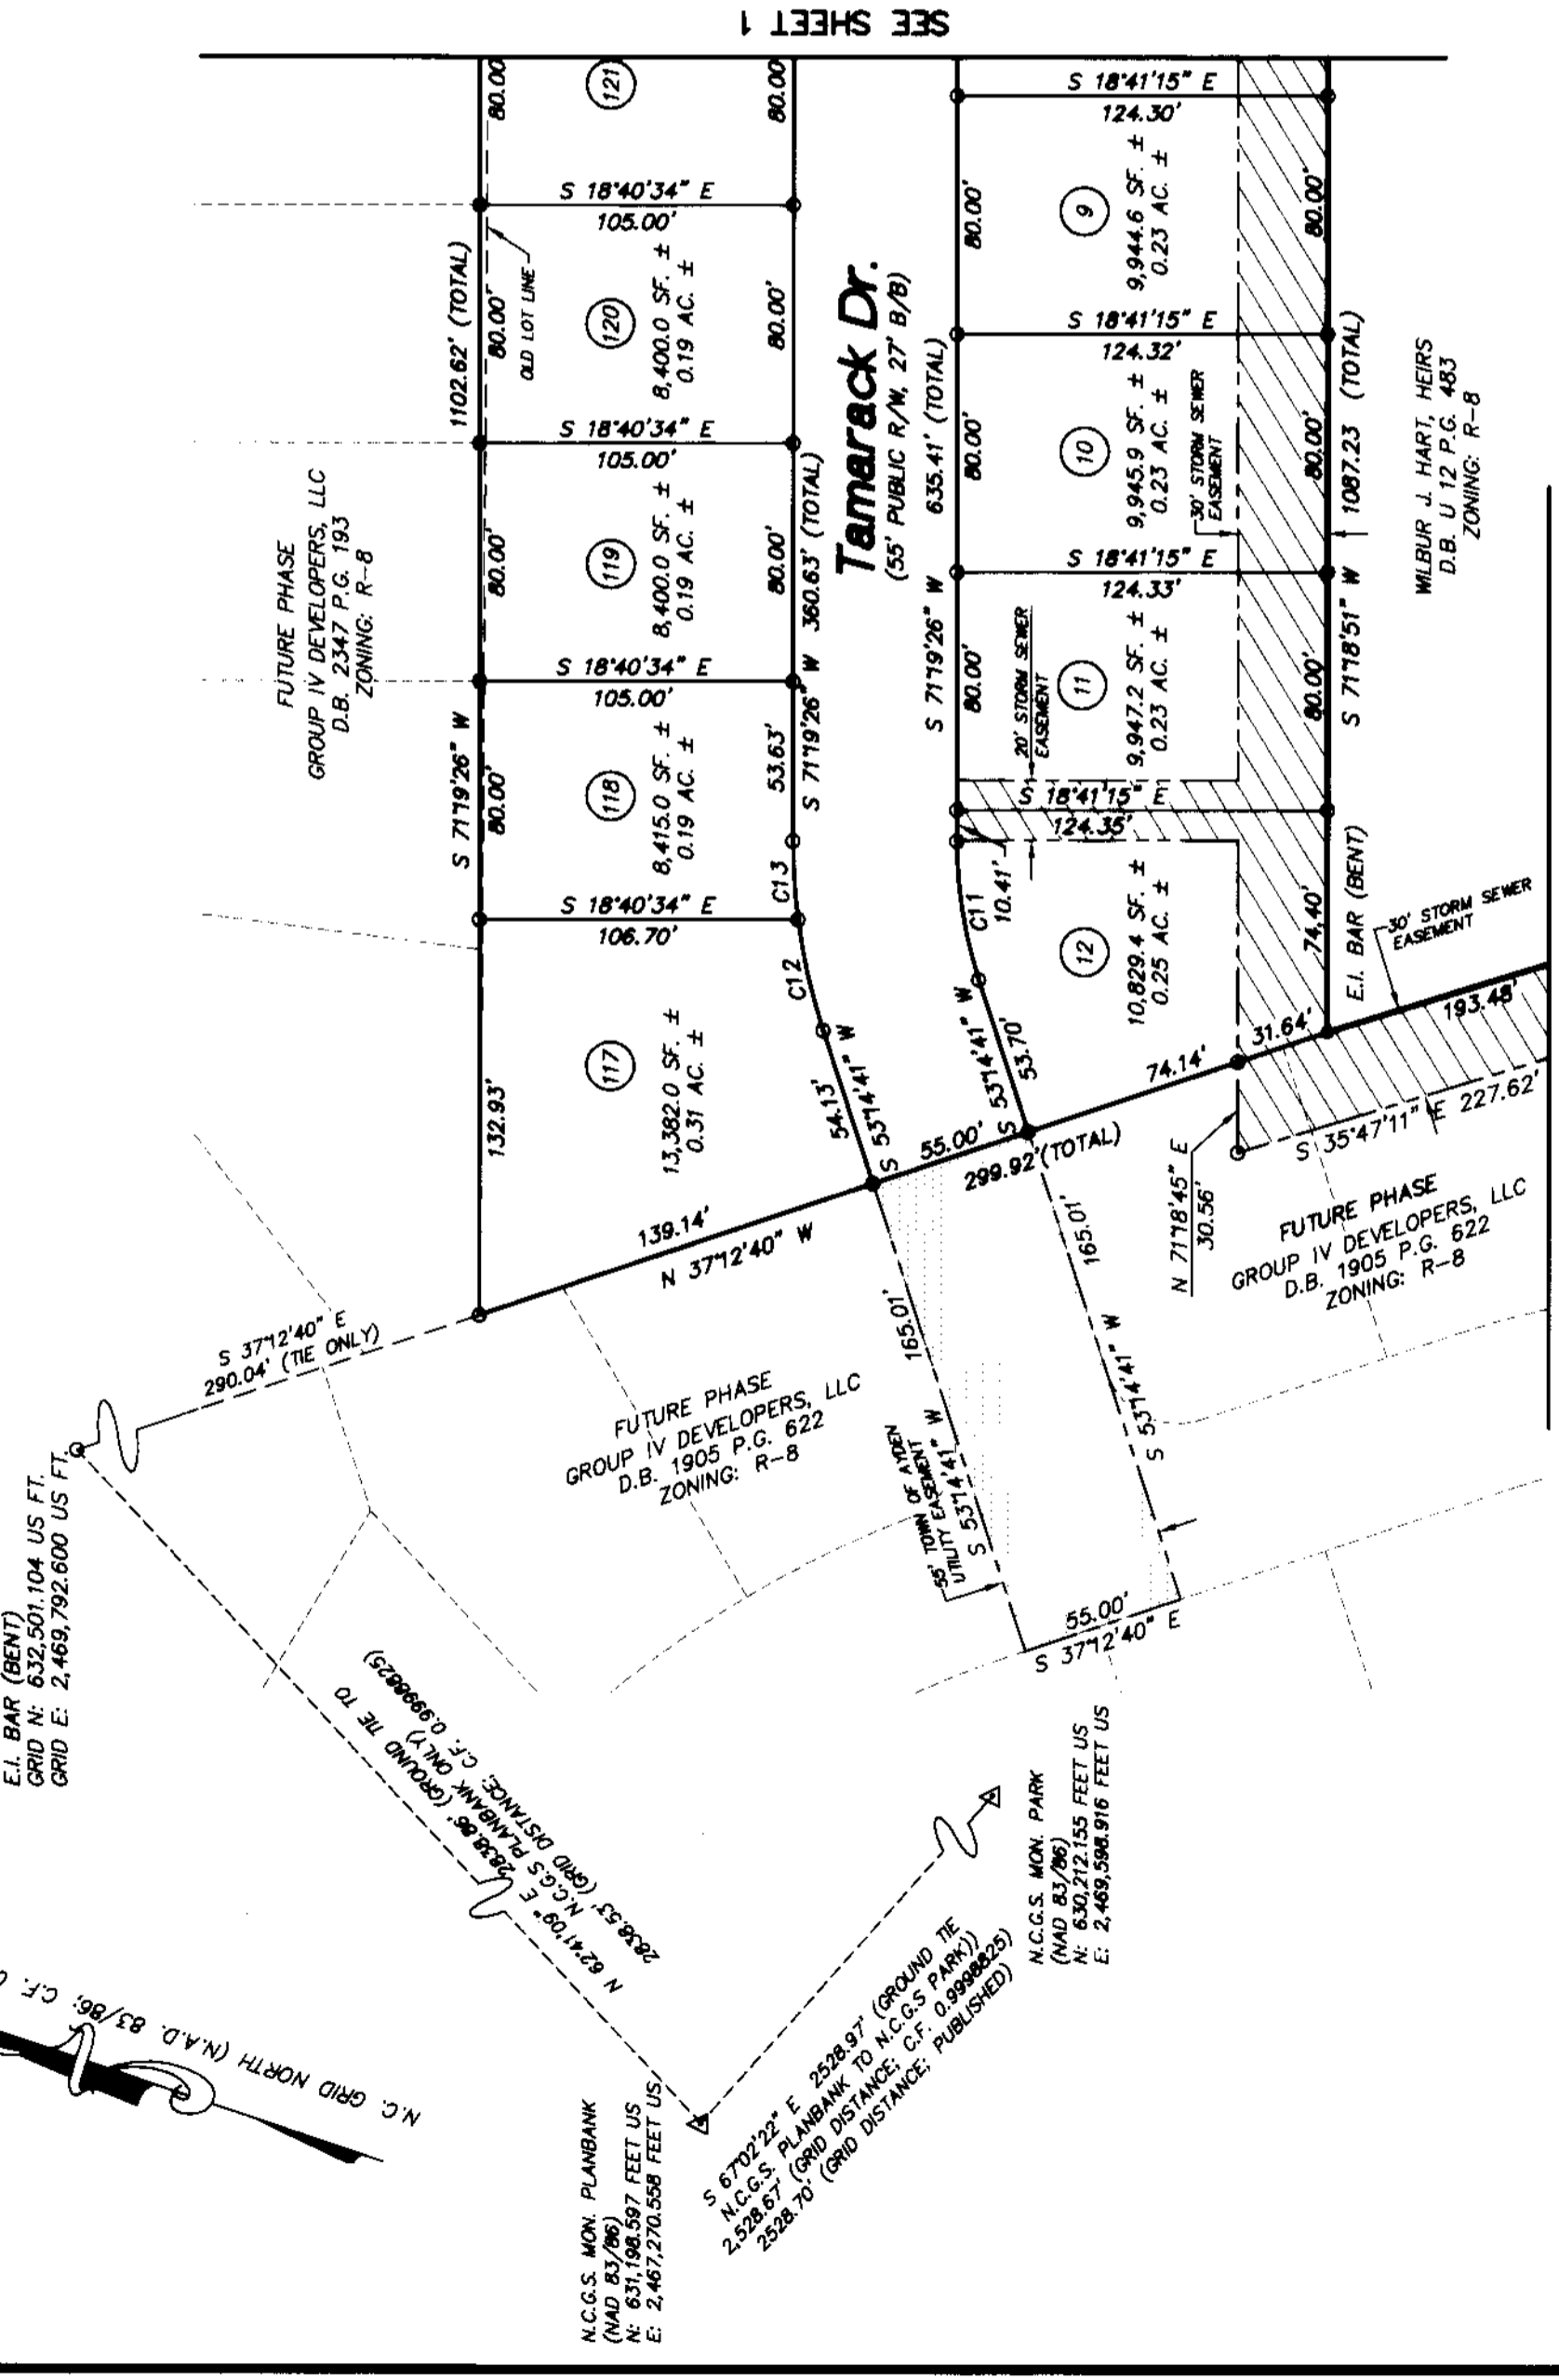 SEE SHEET 1
80.00
121
80.00
S 18°41'15" E
124.30'
S 18°40'34" E
105.00'
1102.62' (TOTAL)
80.00'
OLD LOT LINE
120
8,400.0 SF. ±
0.19 AC. ±
80.00'
Tamarack Dr.
(55' PUBLIC R/W, 27' B/B)
80.00'
9
9,944.6 SF. ±
0.23 AC. ±
80.00'
S 18°41'15" E
124.32'
S 18°40'34" E
105.00'
FUTURE PHASE
GROUP IV DEVELOPERS, LLC
D.B. 2347 P.G. 193
ZONING: R-8
80.00'
119
8,400.0 SF. ±
0.19 AC. ±
80.00'
S 71°19'26" W 360.63' (TOTAL)
S 71°19'26" W 635.41' (TOTAL)
80.00'
10
9,945.9 SF. ±
0.23 AC. ±
30' STORM SEWER
EASEMENT
80.00'
S 71°18'51" W 1087.23 (TOTAL)
WILBUR J. HART, HEIRS
D.B. U 12 P.G. 483
ZONING: R-8
S 18°41'15" E
124.33'
S 18°40'34" E
105.00'
S 71°19'26" W
80.00'
118
8,415.0 SF. ±
0.19 AC. ±
53.63'
80.00'
20' STORM SEWER
EASEMENT
11
9,947.2 SF. ±
0.23 AC. ±
80.00'
S 18°41'15" E
124.35'
S 18°40'34" E
106.70'
C13
C12
C11
10.41'
12
10,829.4 SF. ±
0.25 AC. ±
74.40'
E.I. BAR (BENT)
30' STORM SEWER
EASEMENT
132.93'
117
13,382.0 SF. ±
0.31 AC. ±
54.13'
S 53°14'41" W
S 53°14'41" W
53.70'
74.14'
31.64'
193.48'
139.14'
N 37°12'40" W
55.00'
299.92'(TOTAL)
N 71°18'45" E
30.56'
S 35°47'11" E 227.62'
FUTURE PHASE
GROUP IV DEVELOPERS, LLC
D.B. 1905 P.G. 622
ZONING: R-8
S 37°12'40" E
290.04' (TIE ONLY)
FUTURE PHASE
GROUP IV DEVELOPERS, LLC
D.B. 1905 P.G. 622
ZONING: R-8
165.01'
S 53°14'41" W
165.01'
S 53°14'41" W
55' TOWN OF AYDEN
UTILITY EASEMENT
55.00'
S 37°12'40" E
E.I. BAR (BENT)
GRID N: 632,501.104 US FT.
GRID E: 2,469,792.600 US FT.
N 62°41'09" E 2838.86' (GROUND TIE TO
N.C.G.S PLANBANK ONLY)
2838.53' (GRID DISTANCE; C.F. 0.9998825)
N.C.G.S. MON. PARK
(NAD 83/86)
N: 630,212.155 FEET US
E: 2,469,598.916 FEET US
S 67°02'22" E 2528.97' (GROUND TIE
N.C.G.S. PLANBANK TO N.C.G.S PARK))
2,528.67' (GRID DISTANCE; C.F. 0.9998825)
2528.70' (GRID DISTANCE; PUBLISHED)
N.C.G.S. MON. PLANBANK
(NAD 83/86)
N: 631,198.597 FEET US
E: 2,467,270.558 FEET US
N.C. GRID NORTH (N.A.D. 83/86; C.F.